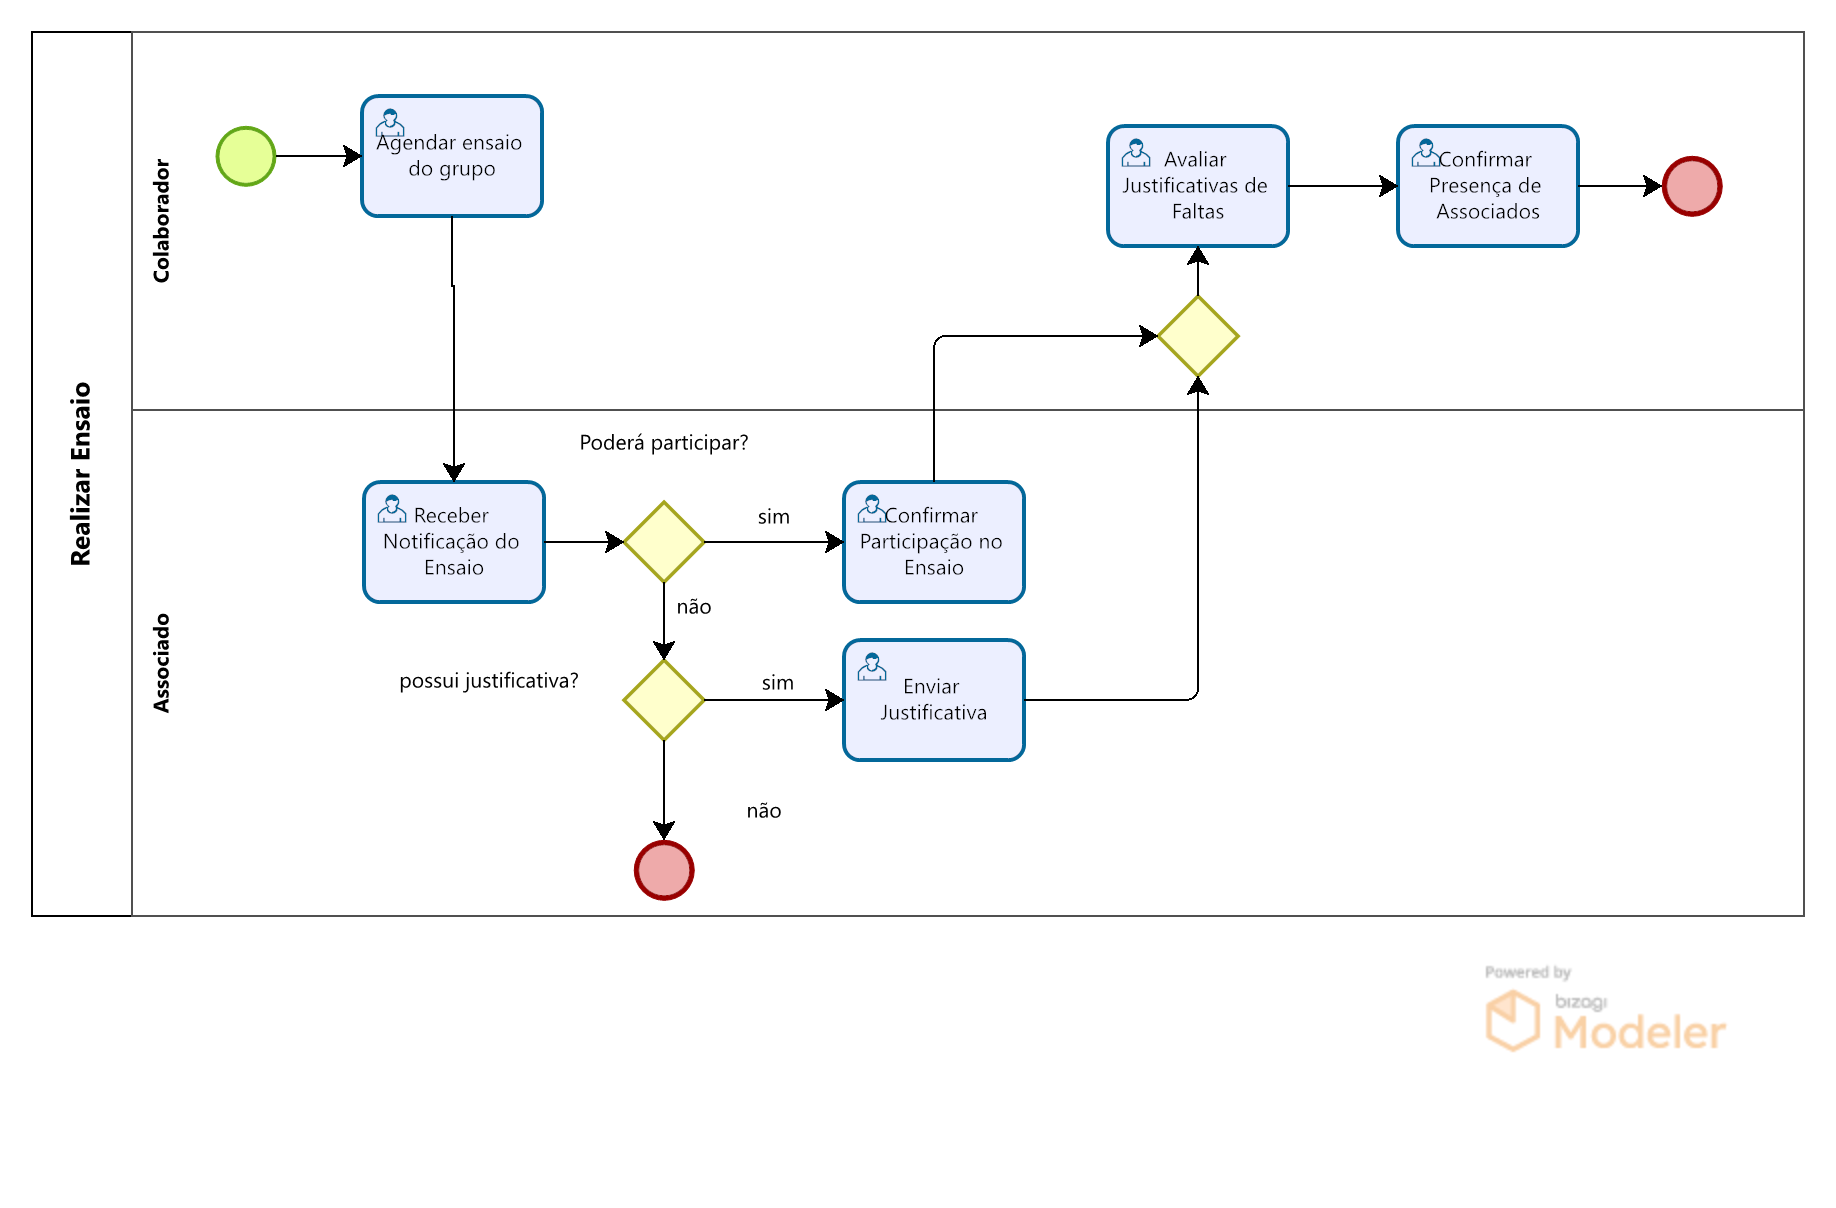 Realizar Ensaio
Colaborador
Agendar ensaio
do grupo
Avaliar
Justificativas de
Faltas
Confirmar
Presença de
Associados
Associado
Poderá participar?
Receber
Notificação do
Ensaio
sim
Confirmar
Participação no
Ensaio
não
possui justificativa?
sim
Enviar
Justificativa
não
Powered by
bizagi
Modeler